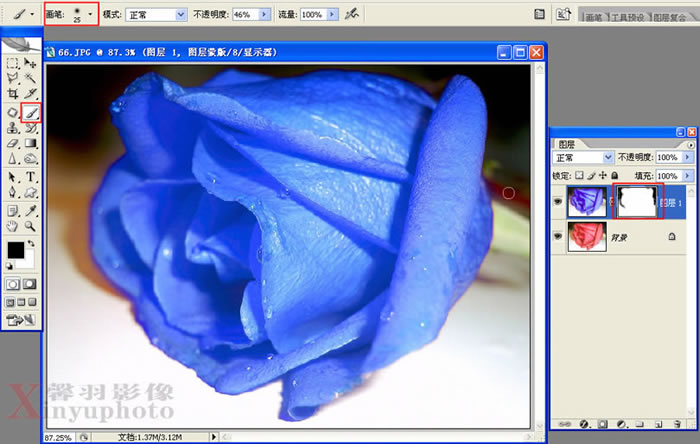 画笔: 25 模式: 正常 不透明度: 46% 流量: 100%
画笔 工具预设 图层复合
66.JPG @ 87.3% (图层 1, 图层蒙版/8/显示器)
图层
正常 不透明度: 100%
锁定: 填充: 100%
图层 1
背景
T
馨羽影像
Xinyuphoto
87.25% 文档:1.37M/3.12M